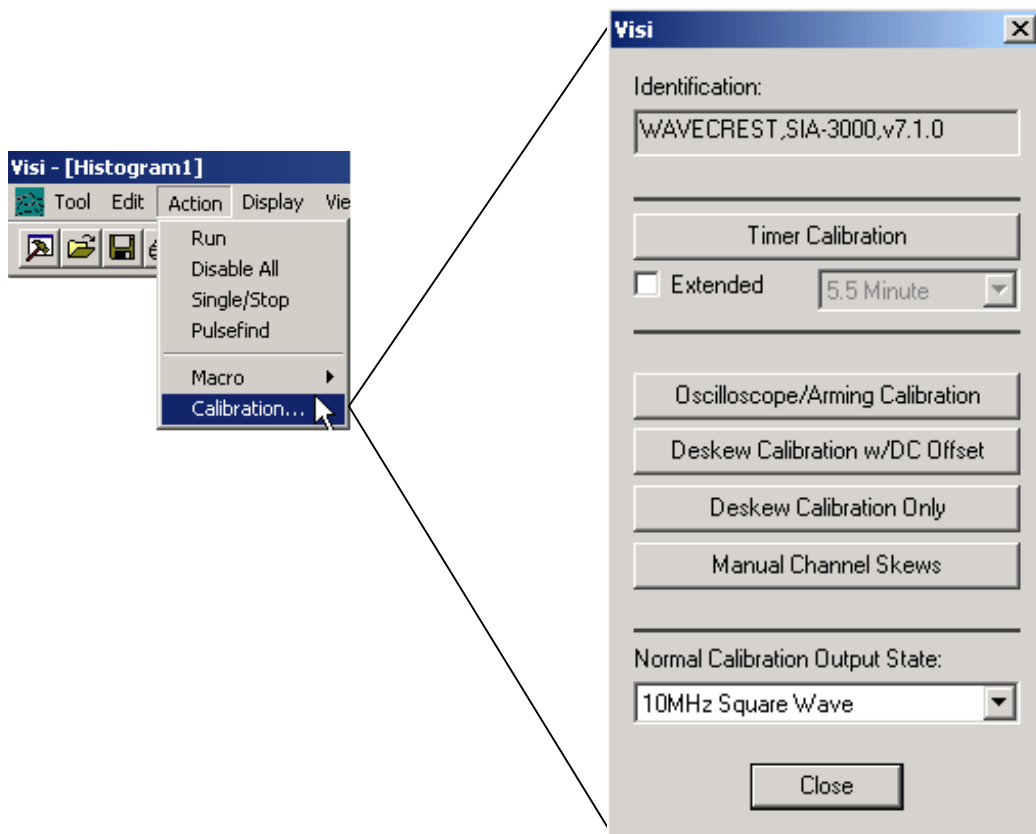 Visi - [Histogram1]
Tool Edit Action Display Vie
Run
Disable All
Single/Stop
Pulsefind
Macro
Calibration...
Visi
Identification:
WAVECREST,SIA-3000,v7.1.0
Timer Calibration
Extended 5.5 Minute
Oscilloscope/Arming Calibration
Deskew Calibration w/DC Offset
Deskew Calibration Only
Manual Channel Skews
Normal Calibration Output State:
10MHz Square Wave
Close